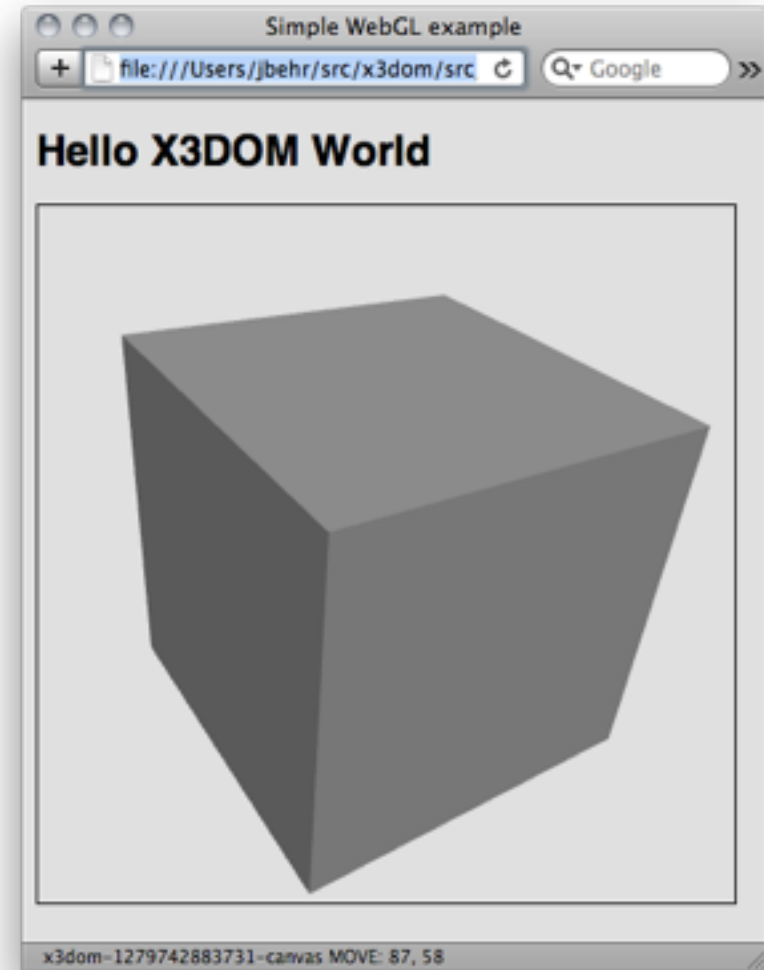 Simple WebGL example
+ file:///Users/jbehr/src/x3dom/src Google »
Hello X3DOM World
x3dom-1279742883731-canvas MOVE: 87, 58